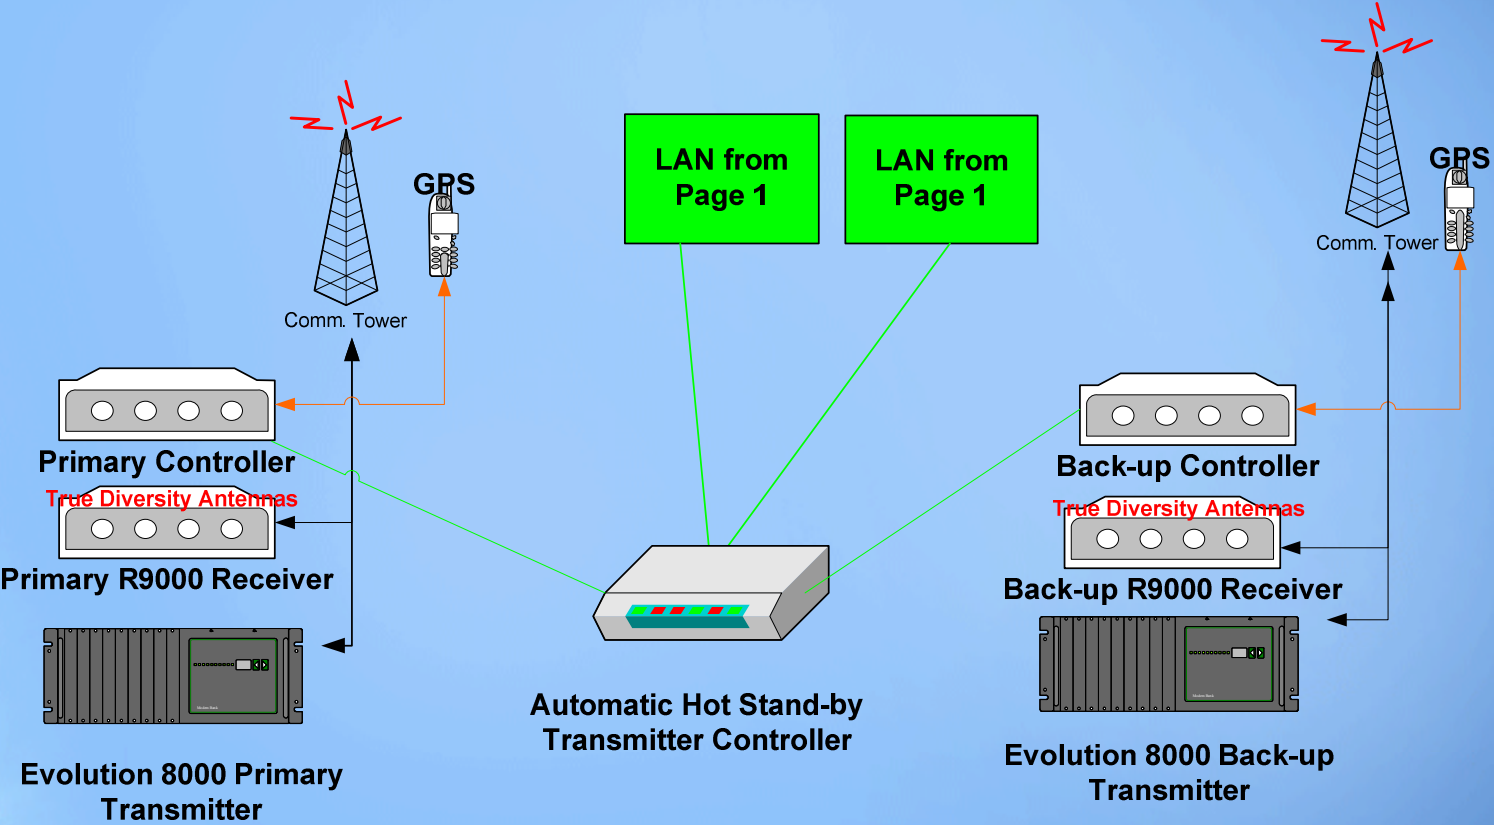 GPS
Comm. Tower
Primary Controller
True Diversity Antennas
Primary R9000 Receiver
Evolution 8000 Primary
Transmitter
LAN from
Page 1
LAN from
Page 1
Automatic Hot Stand-by
Transmitter Controller
GPS
Comm. Tower
Back-up Controller
True Diversity Antennas
Back-up R9000 Receiver
Evolution 8000 Back-up
Transmitter